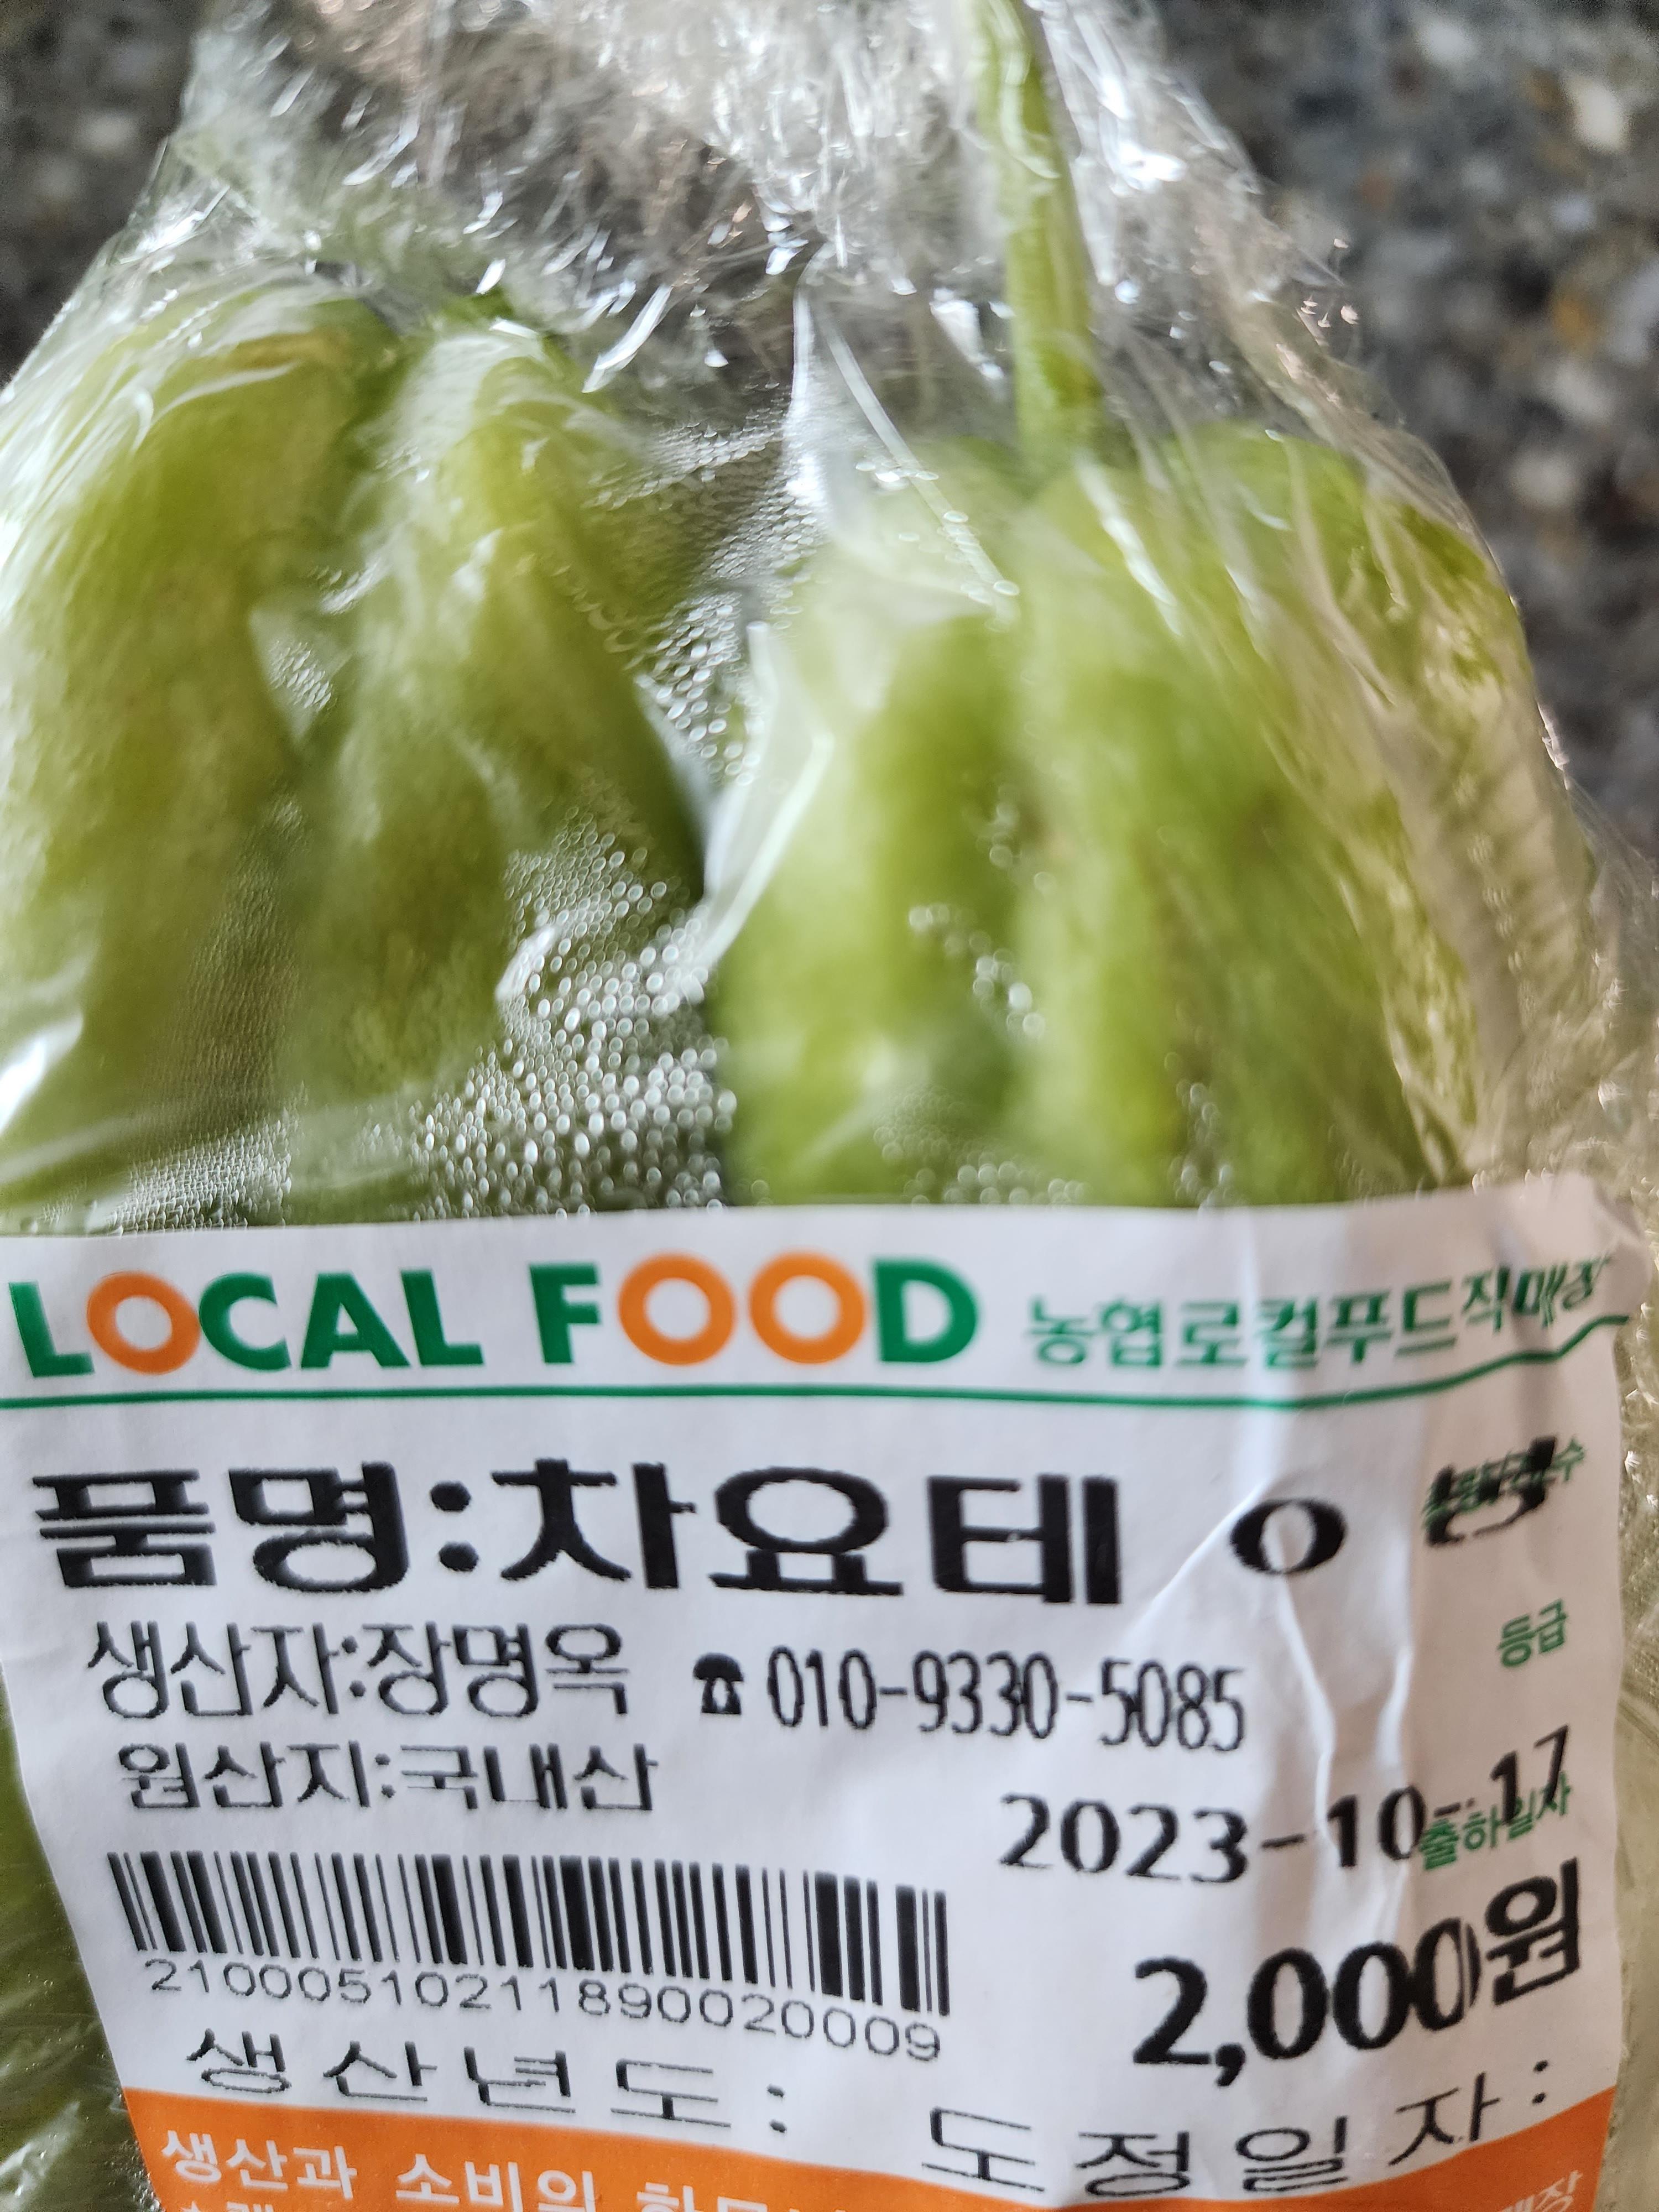 LOCAL FOOD 농협로컬푸드직매장
품명:차요테 o
생산자:장명옥 ☎010-9330-5085
등급
원산지:국내산
2023-10-17
출하일자
21000510211890020009
2,000원
생산년도: 도정일자:
생산과 소비의